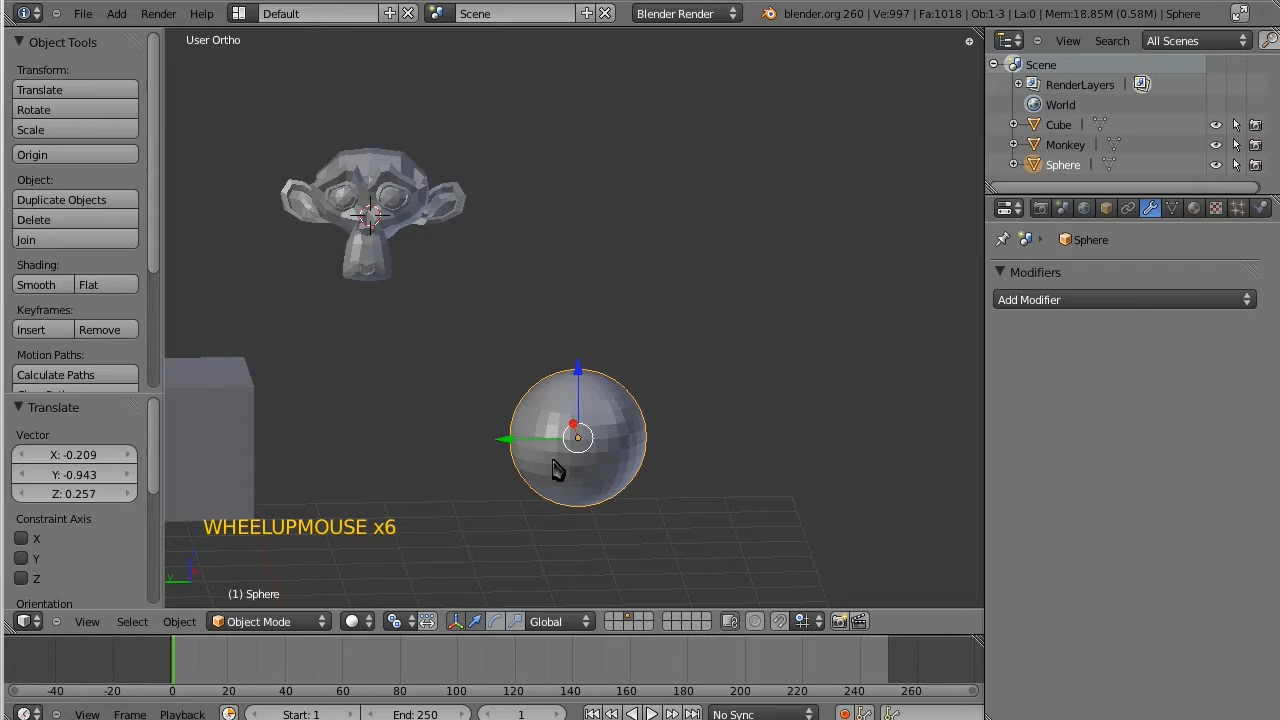 File Add Render Help Default Scene Blender Render blender.org 260 | Ve:997 | Fa:1018 | Ob:1-3 | La:0 | Mem:18.85M (0.58M) | Sphere
Object Tools
Transform:
Translate
Rotate
Scale
Origin
Object:
Duplicate Objects
Delete
Join
Shading:
Smooth Flat
Keyframes:
Insert Remove
Motion Paths:
Calculate Paths
Translate
Vector
X: -0.209
Y: -0.943
Z: 0.257
Constraint Axis
X
Y
Z
Orientation
User Ortho
WHEELUPMOUSE x6
y
(1) Sphere
View Select Object Object Mode Global
View Search All Scenes
Scene
RenderLayers
World
Cube
Monkey
Sphere
Sphere
Modifiers
Add Modifier
-40 -20 0 20 40 60 80 100 120 140 160 180 200 220 240 260
View Frame Playback Start: 1 End: 250 1 No Sync